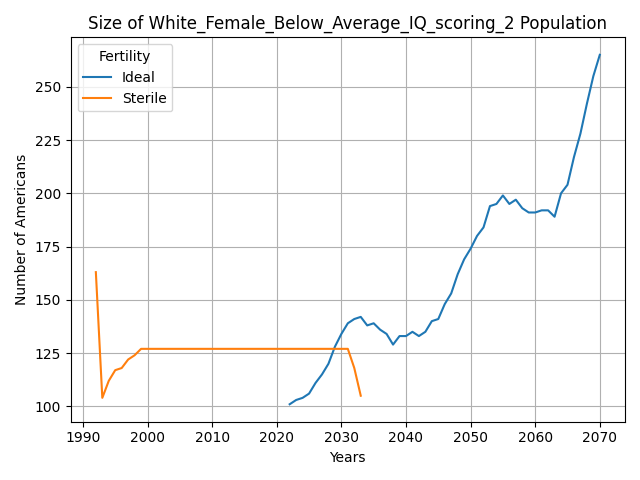 Size of White_Female_Below_Average_IQ_scoring_2 Population
Fertility
Ideal
Sterile
Number of Americans
250
225
200
175
150
125
100
1990 2000 2010 2020 2030 2040 2050 2060 2070
Years